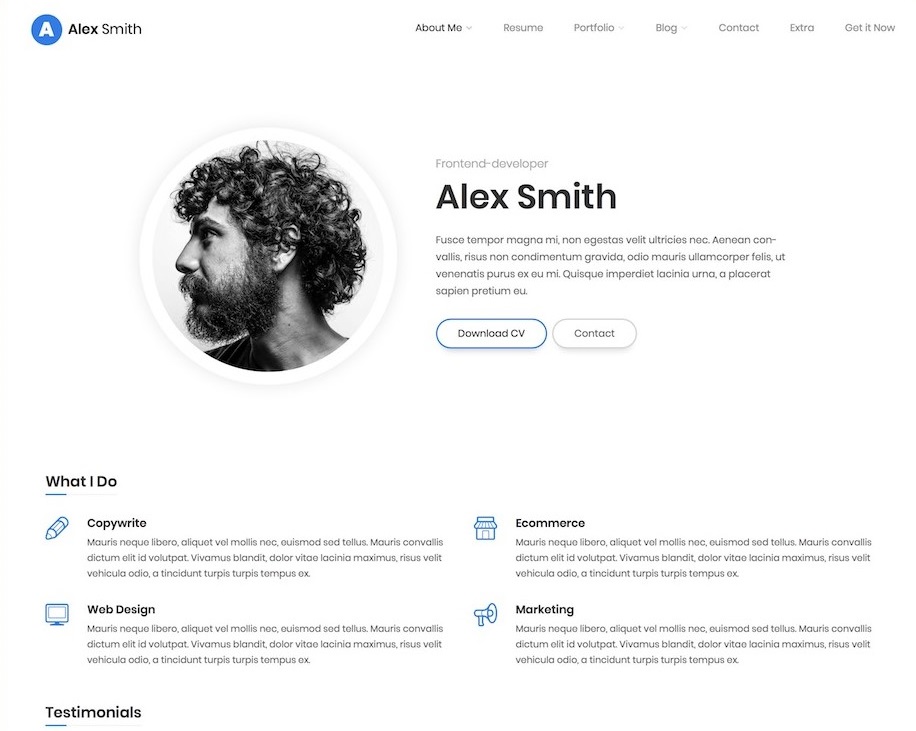 A Alex Smith
About Me Resume Portfolio Blog Contact Extra Get it Now
Frontend-developer
Alex Smith
Fusce tempor magna mi, non egestas velit ultricies nec. Aenean con-
vallis, risus non condimentum gravida, odio mauris ullamcorper felis, ut
venenatis purus ex eu mi. Quisque imperdiet lacinia urna, a placerat
sapien pretium eu.
Download CV Contact
What I Do
Copywrite
Mauris neque libero, aliquet vel mollis nec, euismod sed tellus. Mauris convallis
dictum elit id volutpat. Vivamus blandit, dolor vitae lacinia maximus, risus velit
vehicula odio, a tincidunt turpis turpis tempus ex.
Ecommerce
Mauris neque libero, aliquet vel mollis nec, euismod sed tellus. Mauris convallis
dictum elit id volutpat. Vivamus blandit, dolor vitae lacinia maximus, risus velit
vehicula odio, a tincidunt turpis turpis tempus ex.
Web Design
Mauris neque libero, aliquet vel mollis nec, euismod sed tellus. Mauris convallis
dictum elit id volutpat. Vivamus blandit, dolor vitae lacinia maximus, risus velit
vehicula odio, a tincidunt turpis turpis tempus ex.
Marketing
Mauris neque libero, aliquet vel mollis nec, euismod sed tellus. Mauris convallis
dictum elit id volutpat. Vivamus blandit, dolor vitae lacinia maximus, risus velit
vehicula odio, a tincidunt turpis turpis tempus ex.
Testimonials